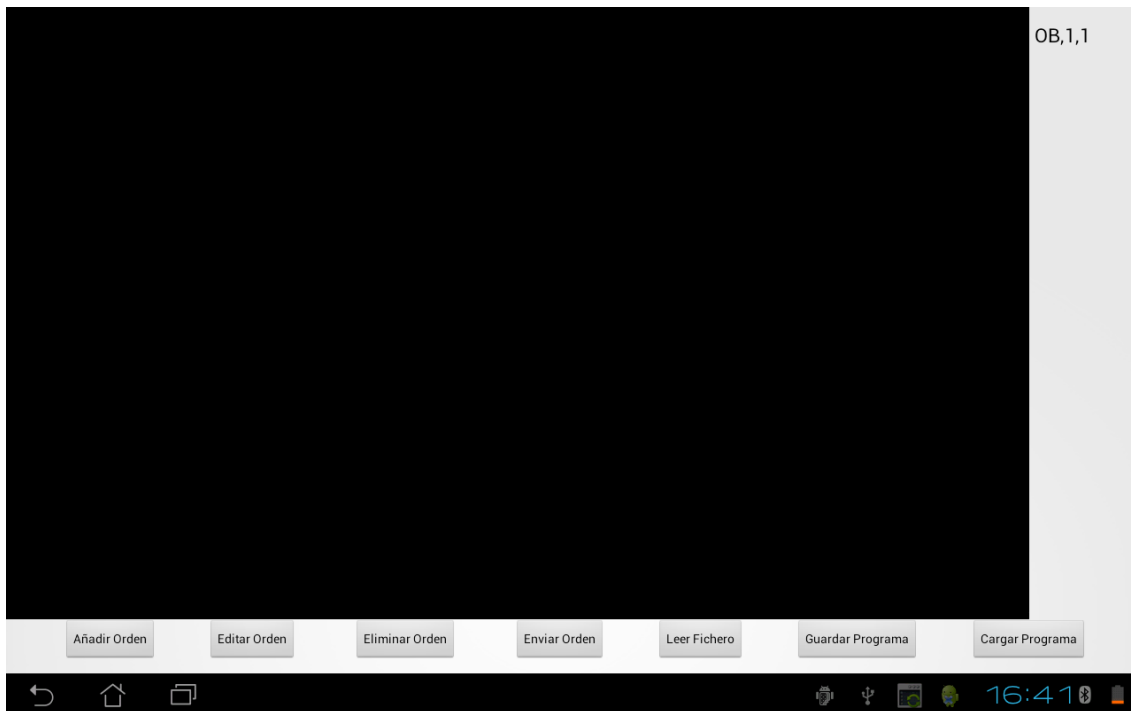 OB,1,1
Añadir Orden Editar Orden Eliminar Orden Enviar Orden Leer Fichero Guardar Programa Cargar Programa
16:41